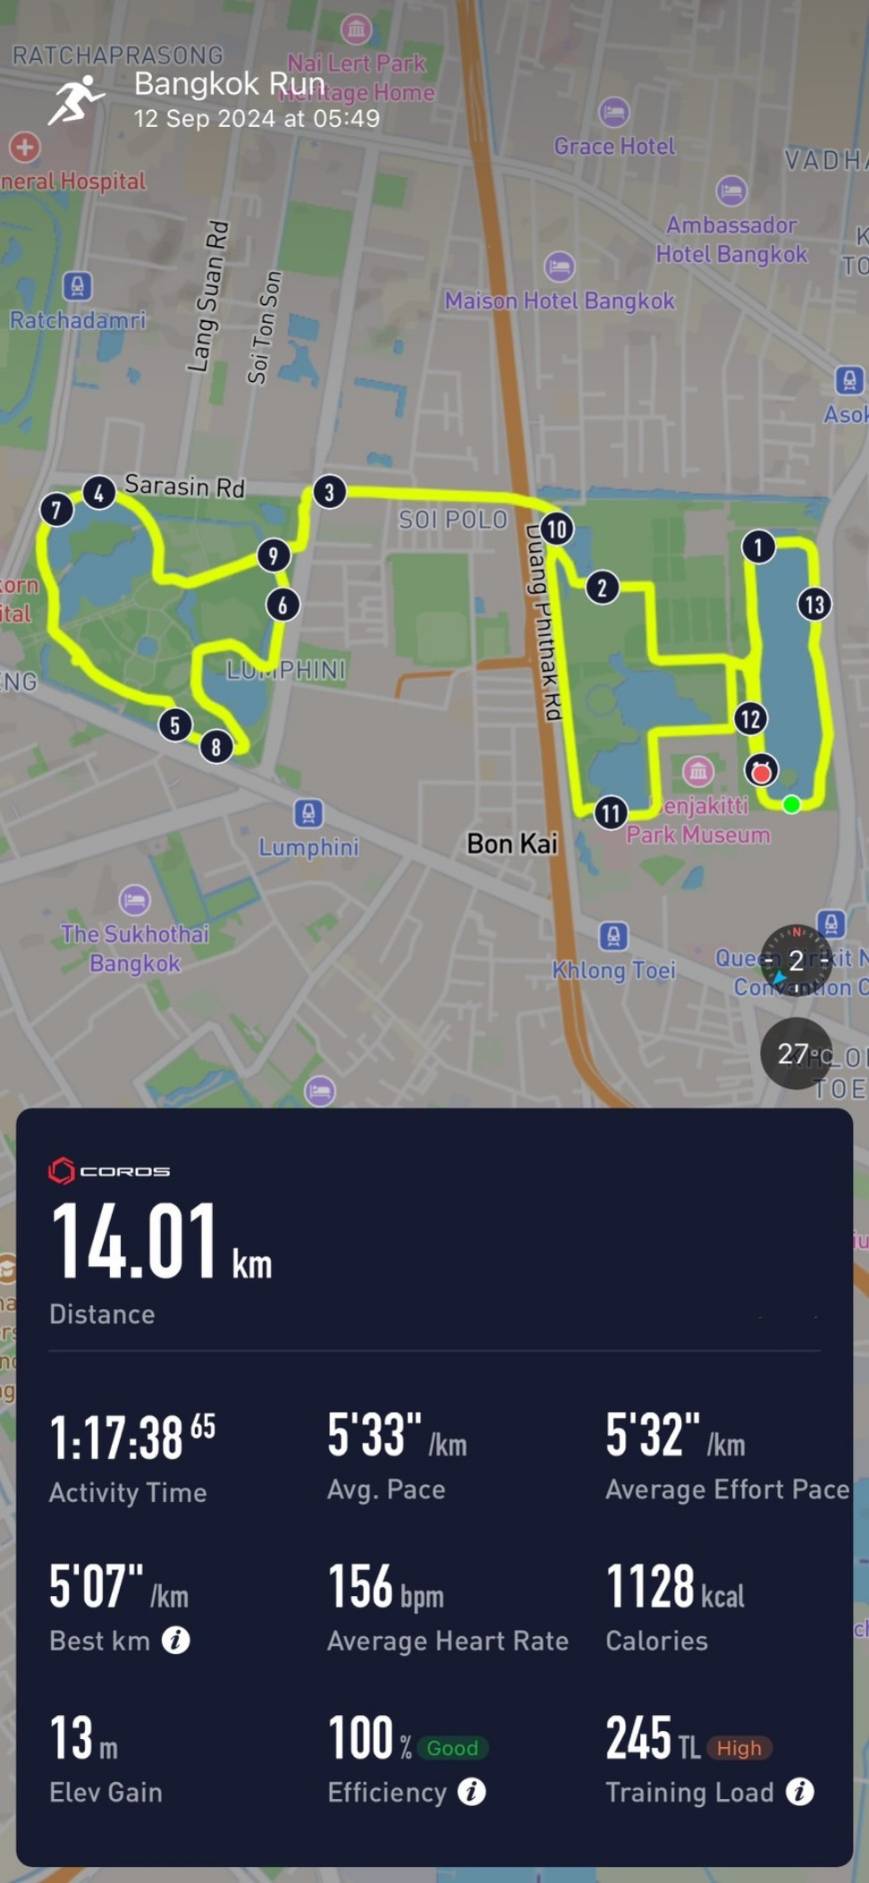 RATCHAPRASONG
Nai Lert Park
Heritage Home
Bangkok Run
12 Sep 2024 at 05:49
Grace Hotel
neral Hospital
VADHA
Ambassador
Hotel Bangkok
K
TO
Maison Hotel Bangkok
Ratchadamri
Lang Suan Rd
Soi Ton Son
Asok
7
4
Sarasin Rd
3
SOI POLO
10
Duang Phithak Rd
1
9
2
orn
ital
6
13
ENG
LUMPHINI
5
8
12
11
Benjakitti
Park Museum
Lumphini
Bon Kai
The Sukhothai
Bangkok
Khlong Toei
N
2
Queen Sirikit N
Convention C
27°C
KHLO
TOE
COROS
14.01 km
Distance
1:17:38 65
Activity Time
5'33" /km
Avg. Pace
5'32" /km
Average Effort Pace
5'07" /km
Best km i
156 bpm
Average Heart Rate
1128 kcal
Calories
13 m
Elev Gain
100 % Good
Efficiency i
245 TL High
Training Load i